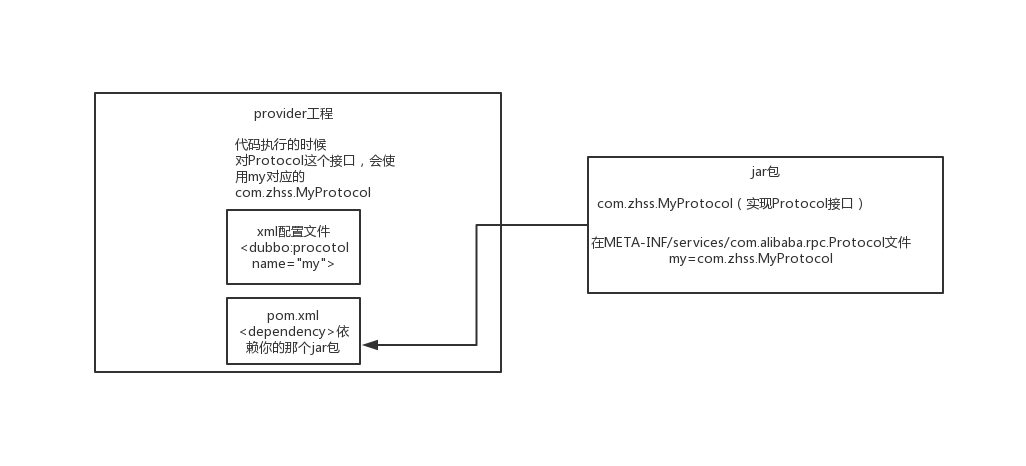 provider工程
代码执行的时候
对Protocol这个接口，会使
用my对应的
com.zhss.MyProtocol
xml配置文件
<dubbo:procotol
name="my">
pom.xml
<dependency>依
赖你的那个jar包
jar包
com.zhss.MyProtocol（实现Protocol接口）
在META-INF/services/com.alibaba.rpc.Protocol文件
my=com.zhss.MyProtocol